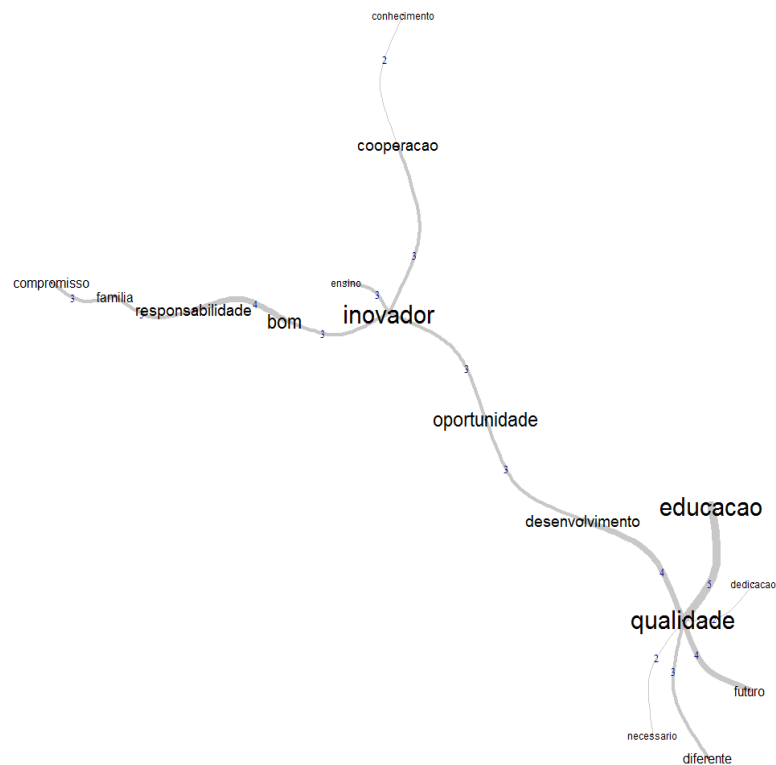 conhecimento
2
cooperacao
3
ensino
3
compromisso
3
familia
responsabilidade
4
bom
3
inovador
3
oportunidade
3
desenvolvimento
4
educacao
5
dedicacao
qualidade
2
3
4
futuro
necessario
diferente